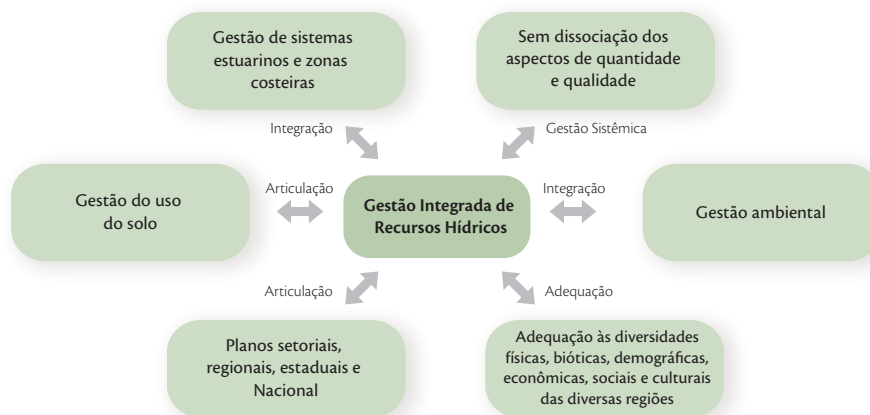 Gestão de sistemas
estuarinos e zonas
costeiras
Sem dissociação dos
aspectos de quantidade
e qualidade
Integração
Gestão Sistêmica
Gestão do uso
do solo
Articulação
Gestão Integrada de
Recursos Hídricos
Integração
Gestão ambiental
Articulação
Adequação
Planos setoriais,
regionais, estaduais e
Nacional
Adequação às diversidades
físicas, bióticas, demográficas,
econômicas, sociais e culturais
das diversas regiões